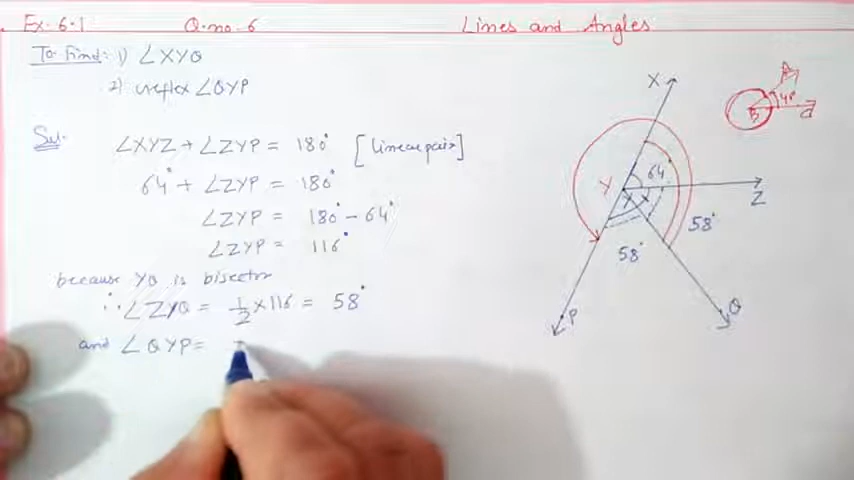 Ex. 6.1 Q.no. 6 Lines and Angles
To Find: 1) ∠XYQ
2) reflex ∠QYP
Sol.
∠XYZ + ∠ZYP = 180° [linear pair]
64° + ∠ZYP = 180°
∠ZYP = 180° - 64°
∠ZYP = 116°
because YQ is bisector
∴ ∠ZYQ = 1/2 × 116 = 58°
and ∠QYP =
X
Y
64°
Z
58°
58°
P
Q
A
B
C